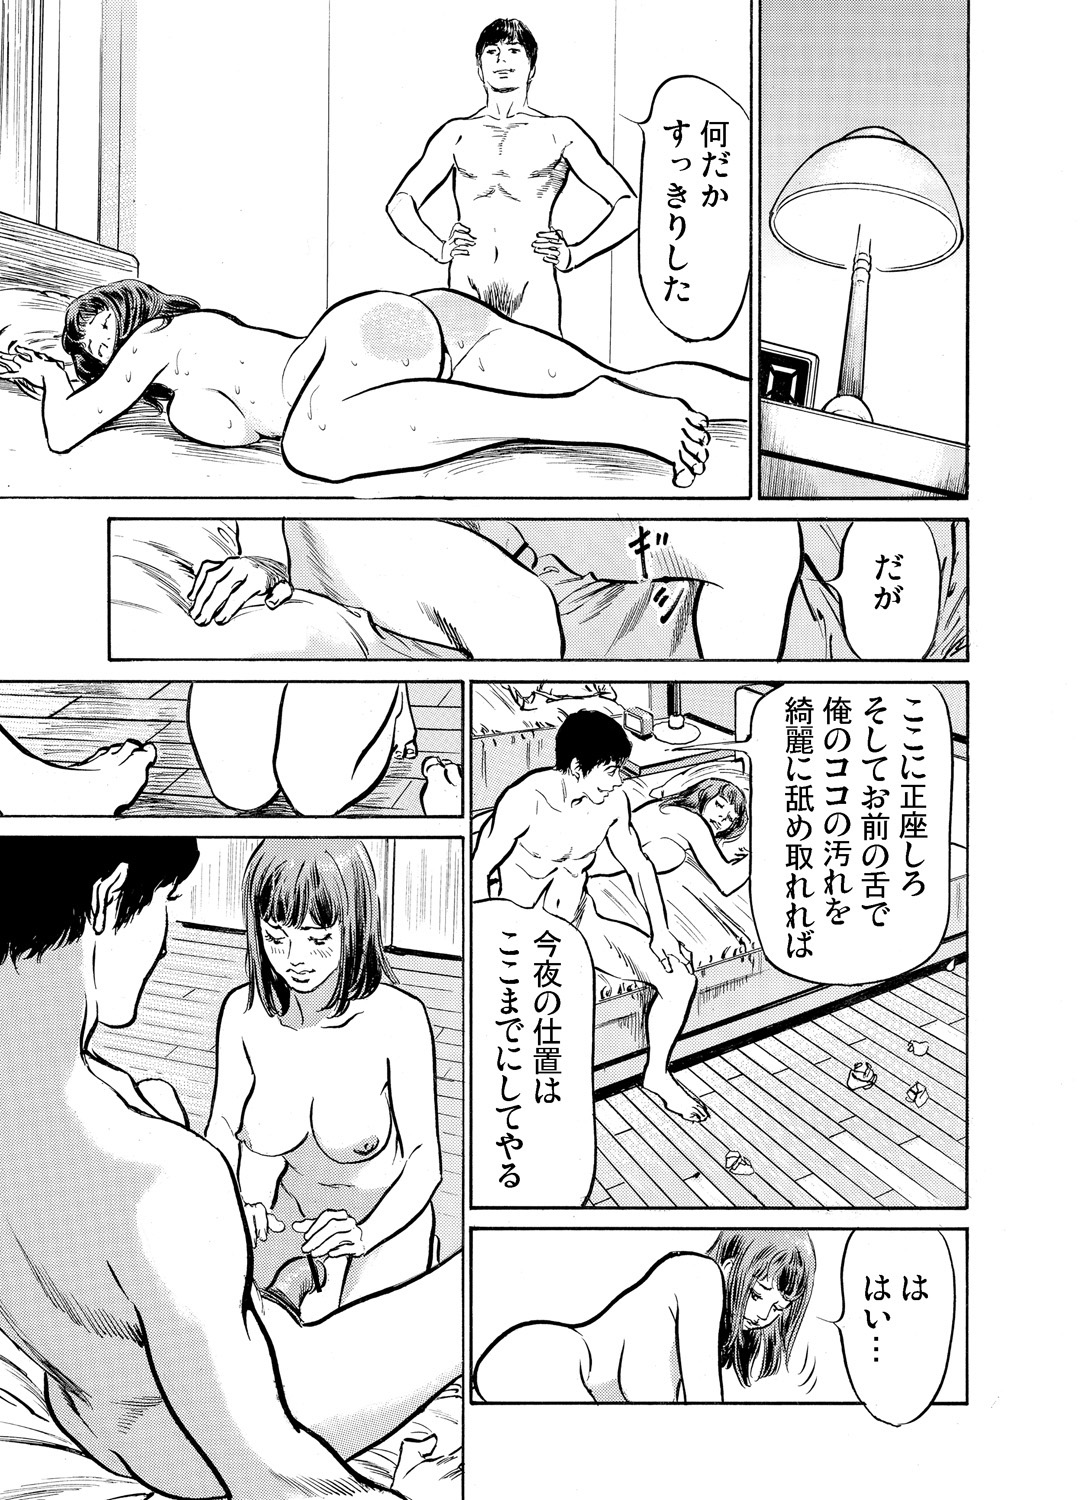 何だか
すっきりした
だが
ギシ
ここに正座しろ
そしてお前の舌で
俺のココの汚れを
綺麗に舐め取れれば
今夜の仕置は
ここまでにしてやる
は
はい…